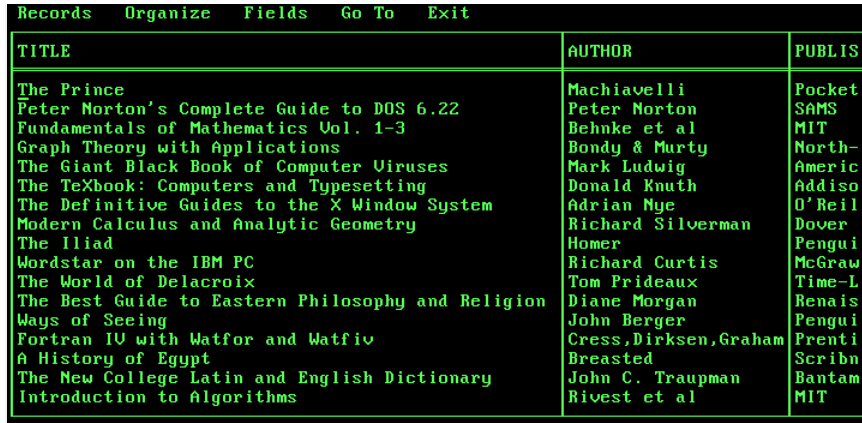 Records Organize Fields Go To Exit
TITLE AUTHOR PUBLIS
The Prince Machiavelli Pocket
Peter Norton's Complete Guide to DOS 6.22 Peter Norton SAMS
Fundamentals of Mathematics Vol. 1-3 Behnke et al MIT
Graph Theory with Applications Bondy & Murty North-
The Giant Black Book of Computer Viruses Mark Ludwig Americ
The TeXbook: Computers and Typesetting Donald Knuth Addiso
The Definitive Guides to the X Window System Adrian Nye O'Reil
Modern Calculus and Analytic Geometry Richard Silverman Dover
The Iliad Homer Pengui
Wordstar on the IBM PC Richard Curtis McGraw
The World of Delacroix Tom Prideaux Time-L
The Best Guide to Eastern Philosophy and Religion Diane Morgan Renais
Ways of Seeing John Berger Pengui
Fortran IV with Watfor and Watfiv Cress,Dirksen,Graham Prenti
A History of Egypt Breasted Scribn
The New College Latin and English Dictionary John C. Traupman Bantam
Introduction to Algorithms Rivest et al MIT